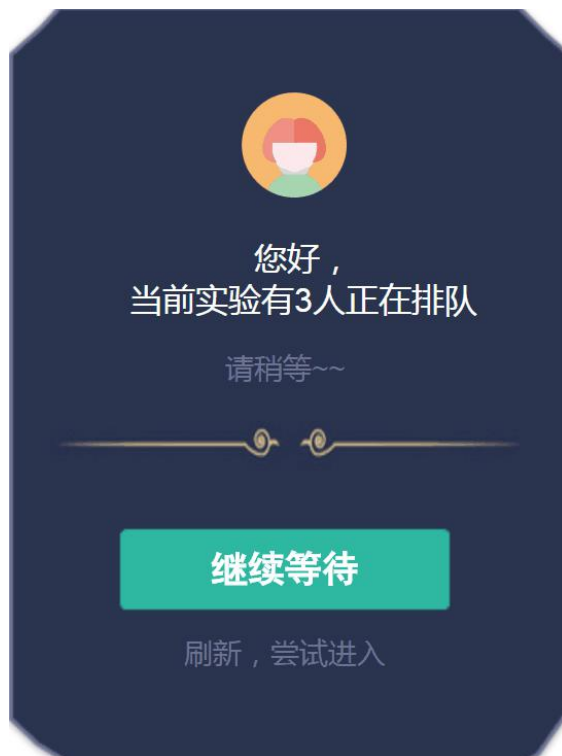 您好，
当前实验有3人正在排队
请稍等~~
继续等待
刷新，尝试进入